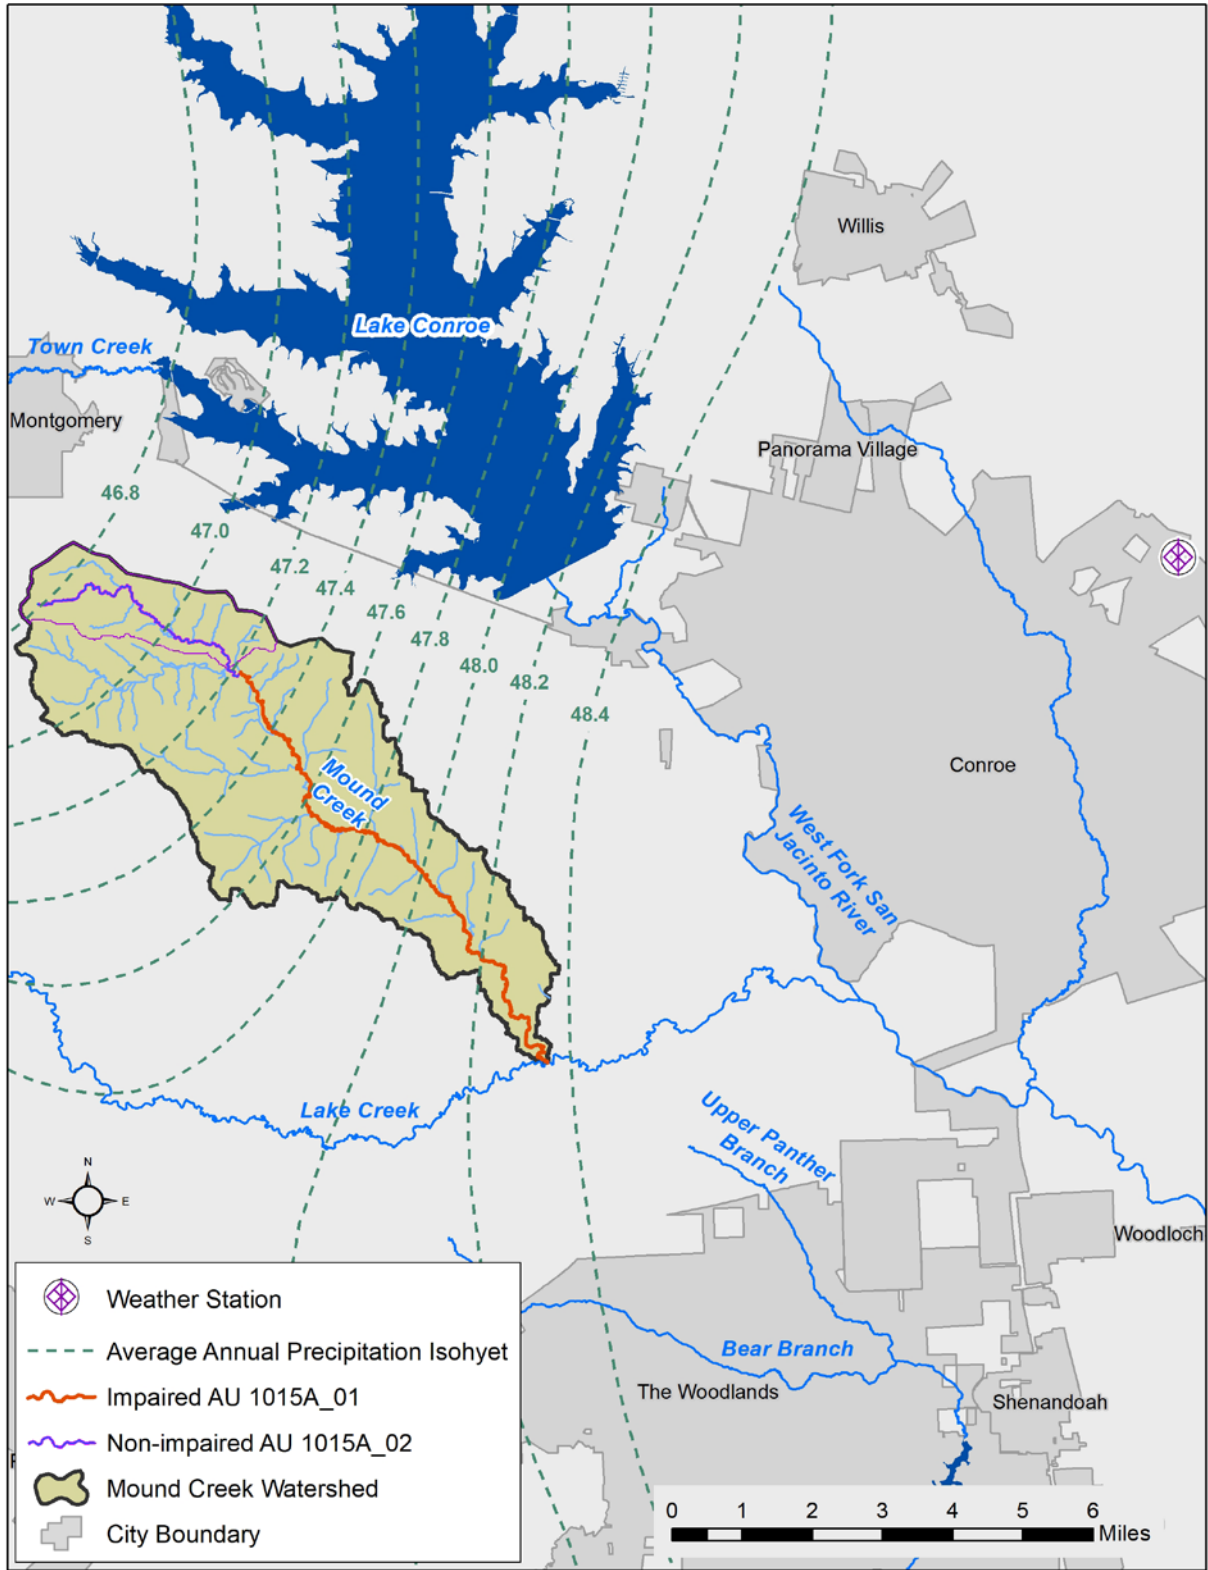 Willis
Lake Conroe
Town Creek
Montgomery
Panorama Village
46.8
47.0
47.2
47.4
47.6
47.8
48.0
48.2
48.4
Conroe
Mound
Creek
West Fork San
Jacinto River
Lake Creek
Upper Panther
Branch
N
W
E
S
Woodloch
Bear Branch
The Woodlands
Shenandoah
Weather Station
Average Annual Precipitation Isohyet
Impaired AU 1015A_01
Non-impaired AU 1015A_02
Mound Creek Watershed
City Boundary
0 1 2 3 4 5 6
Miles